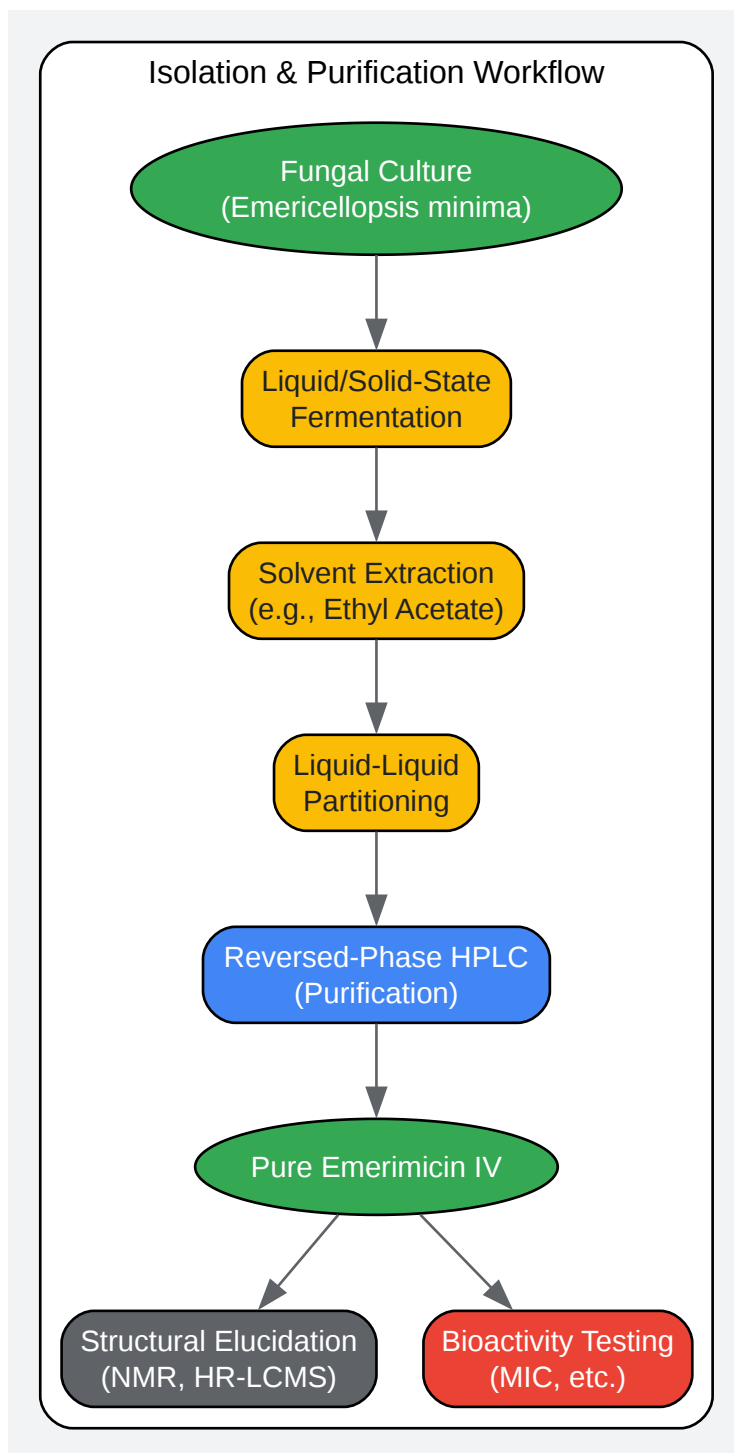 Isolation & Purification Workflow
Fungal Culture
(Emericellopsis minima)
Liquid/Solid-State
Fermentation
Solvent Extraction
(e.g., Ethyl Acetate)
Liquid-Liquid
Partitioning
Reversed-Phase HPLC
(Purification)
Pure Emerimicin IV
Structural Elucidation
(NMR, HR-LCMS)
Bioactivity Testing
(MIC, etc.)